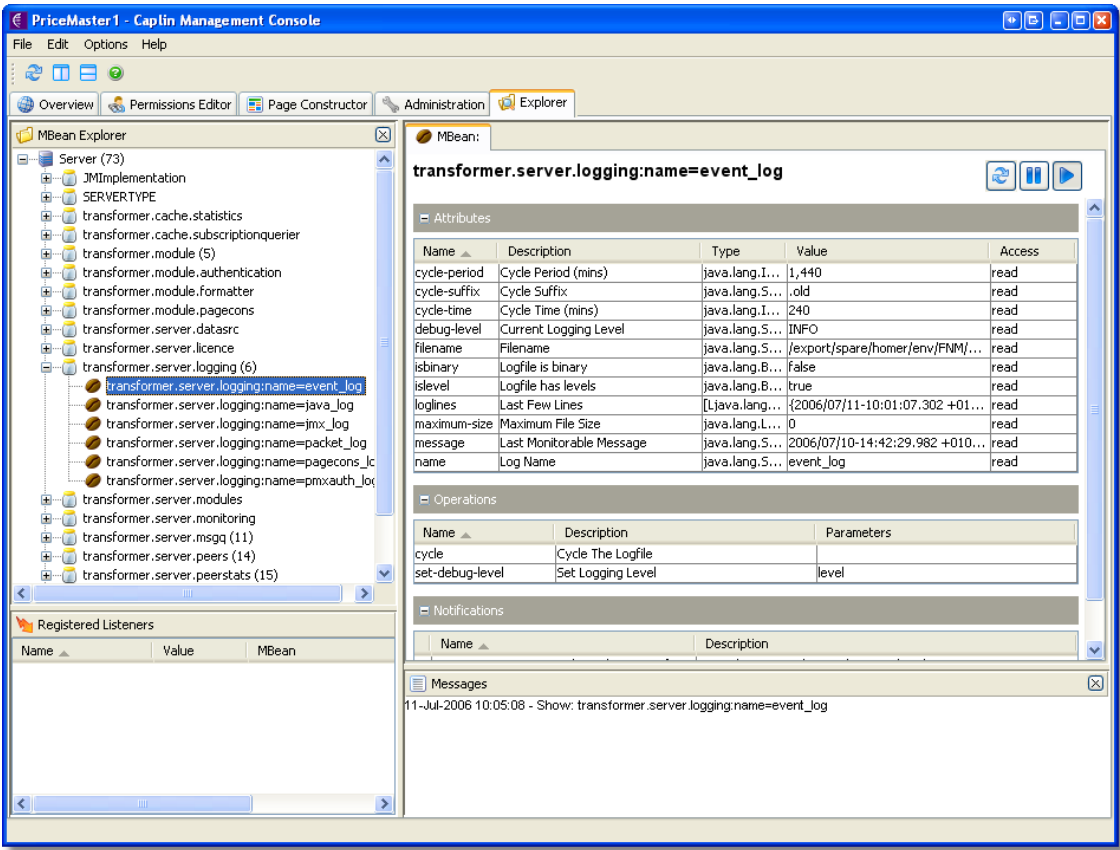 PriceMaster1 - Caplin Management Console
File Edit Options Help
Overview Permissions Editor Page Constructor Administration Explorer
MBean Explorer
Server (73)
JMImplementation
SERVERTYPE
transformer.cache.statistics
transformer.cache.subscriptionquerier
transformer.module (5)
transformer.module.authentication
transformer.module.formatter
transformer.module.pagecons
transformer.server.datasrc
transformer.server.licence
transformer.server.logging (6)
transformer.server.logging:name=event_log
transformer.server.logging:name=java_log
transformer.server.logging:name=jmx_log
transformer.server.logging:name=packet_log
transformer.server.logging:name=pagecons_lo
transformer.server.logging:name=pmxauth_log
transformer.server.modules
transformer.server.monitoring
transformer.server.msgq (11)
transformer.server.peers (14)
transformer.server.peerstats (15)
Registered Listeners
Name Value MBean
MBean:
transformer.server.logging:name=event_log
Attributes
Name Description Type Value Access
cycle-period Cycle Period (mins) java.lang.I... 1,440 read
cycle-suffix Cycle Suffix java.lang.S... .old read
cycle-time Cycle Time (mins) java.lang.I... 240 read
debug-level Current Logging Level java.lang.S... INFO read
filename Filename java.lang.S... /export/spare/homer/env/FNM/... read
isbinary Logfile is binary java.lang.B... false read
islevel Logfile has levels java.lang.B... true read
loglines Last Few Lines [Ljava.lang... {2006/07/11-10:01:07.302 +01... read
maximum-size Maximum File Size java.lang.L... 0 read
message Last Monitorable Message java.lang.S... 2006/07/10-14:42:29.982 +010... read
name Log Name java.lang.S... event_log read
Operations
Name Description Parameters
cycle Cycle The Logfile
set-debug-level Set Logging Level level
Notifications
Name Description
Messages
11-Jul-2006 10:05:08 - Show: transformer.server.logging:name=event_log